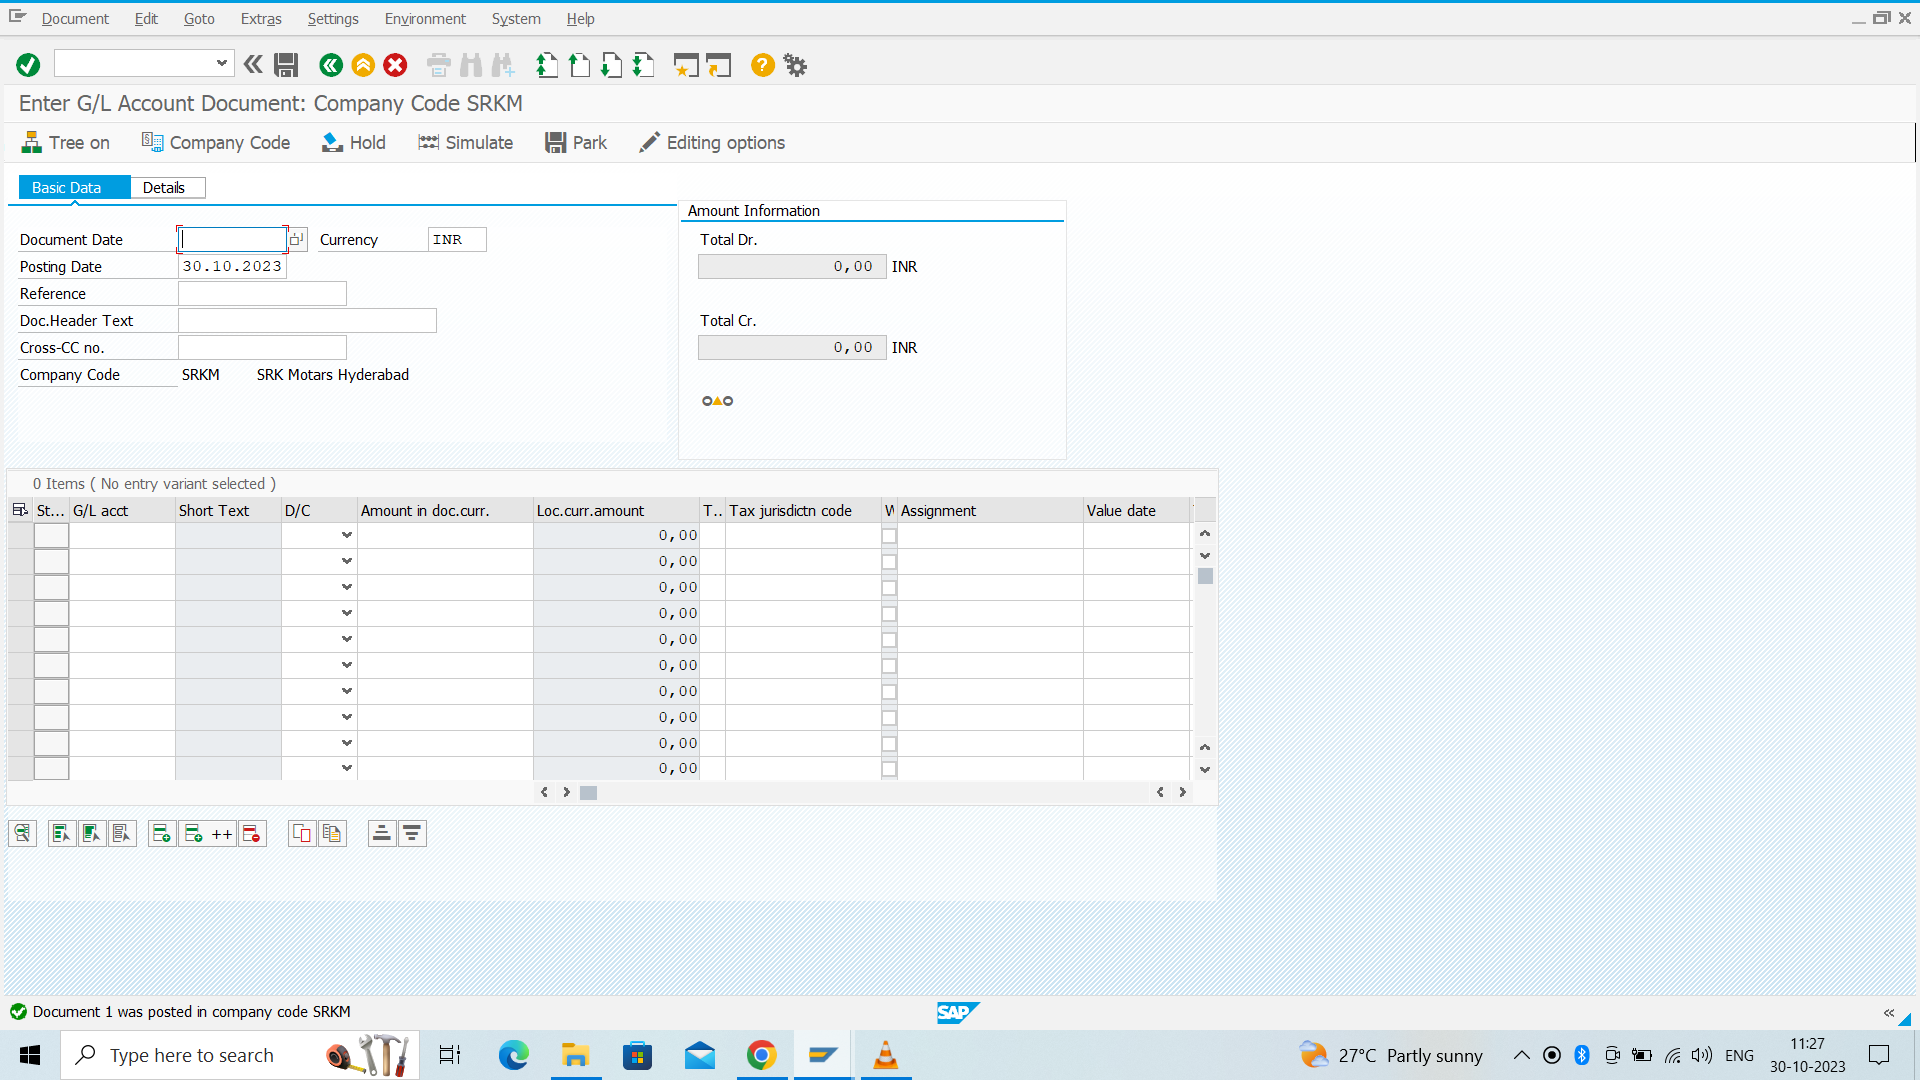 Document Edit Goto Extras Settings Environment System Help
Enter G/L Account Document: Company Code SRKM
Tree on Company Code Hold Simulate Park Editing options
Basic Data Details
Amount Information
Document Date Currency INR Total Dr.
Posting Date 30.10.2023 0,00 INR
Reference
Doc.Header Text Total Cr.
Cross-CC no. 0,00 INR
Company Code SRKM SRK Motars Hyderabad
0 Items ( No entry variant selected )
St... G/L acct Short Text D/C Amount in doc.curr. Loc.curr.amount T.. Tax jurisdictn code W Assignment Value date
0,00
0,00
0,00
0,00
0,00
0,00
0,00
0,00
0,00
0,00
++
Document 1 was posted in company code SRKM SAP
Type here to search 27°C Partly sunny ENG 11:27
30-10-2023